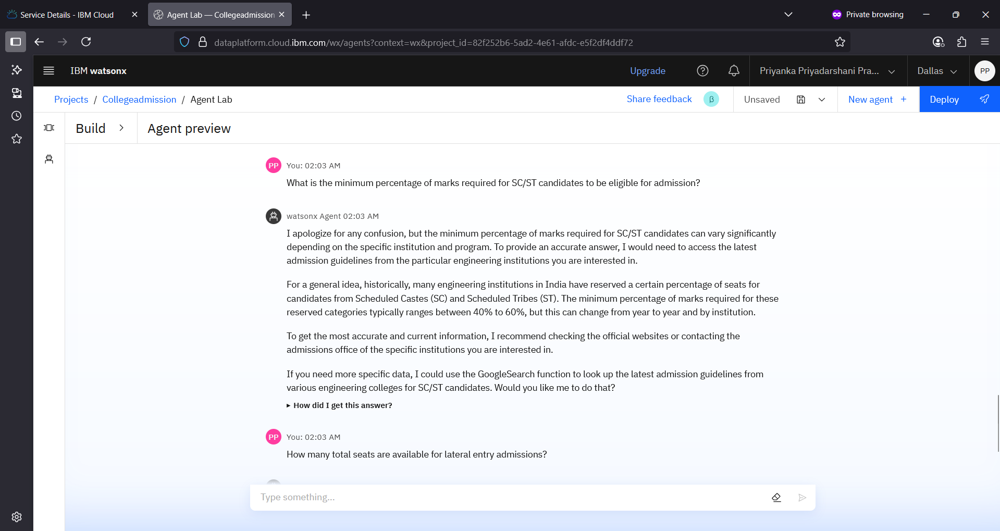 Service Details - IBM Cloud
Agent Lab — Collegeadmission
Private browsing
dataplatform.cloud.ibm.com/wx/agents?context=wx&project_id=82f252b6-5ad2-4e61-afdc-e5f2df4ddf72
IBM watsonx
Upgrade
Priyanka Priyadarshani Pra...
Dallas
PP
Projects / Collegeadmission / Agent Lab
Share feedback
β
Unsaved
New agent +
Deploy
Build
Agent preview
PP
You: 02:03 AM
What is the minimum percentage of marks required for SC/ST candidates to be eligible for admission?
watsonx Agent 02:03 AM
I apologize for any confusion, but the minimum percentage of marks required for SC/ST candidates can vary significantly
depending on the specific institution and program. To provide an accurate answer, I would need to access the latest
admission guidelines from the particular engineering institutions you are interested in.
For a general idea, historically, many engineering institutions in India have reserved a certain percentage of seats for
candidates from Scheduled Castes (SC) and Scheduled Tribes (ST). The minimum percentage of marks required for these
reserved categories typically ranges between 40% to 60%, but this can change from year to year and by institution.
To get the most accurate and current information, I recommend checking the official websites or contacting the
admissions office of the specific institutions you are interested in.
If you need more specific data, I could use the GoogleSearch function to look up the latest admission guidelines from
various engineering colleges for SC/ST candidates. Would you like me to do that?
How did I get this answer?
PP
You: 02:03 AM
How many total seats are available for lateral entry admissions?
Type something...